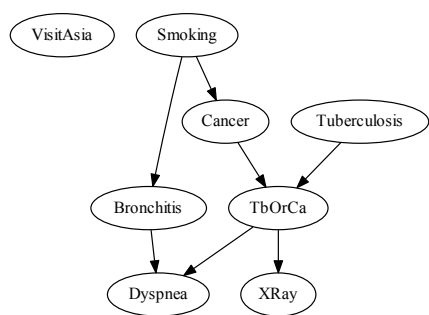 VisitAsia
Smoking
Cancer
Tuberculosis
Bronchitis
TbOrCa
Dyspnea
XRay